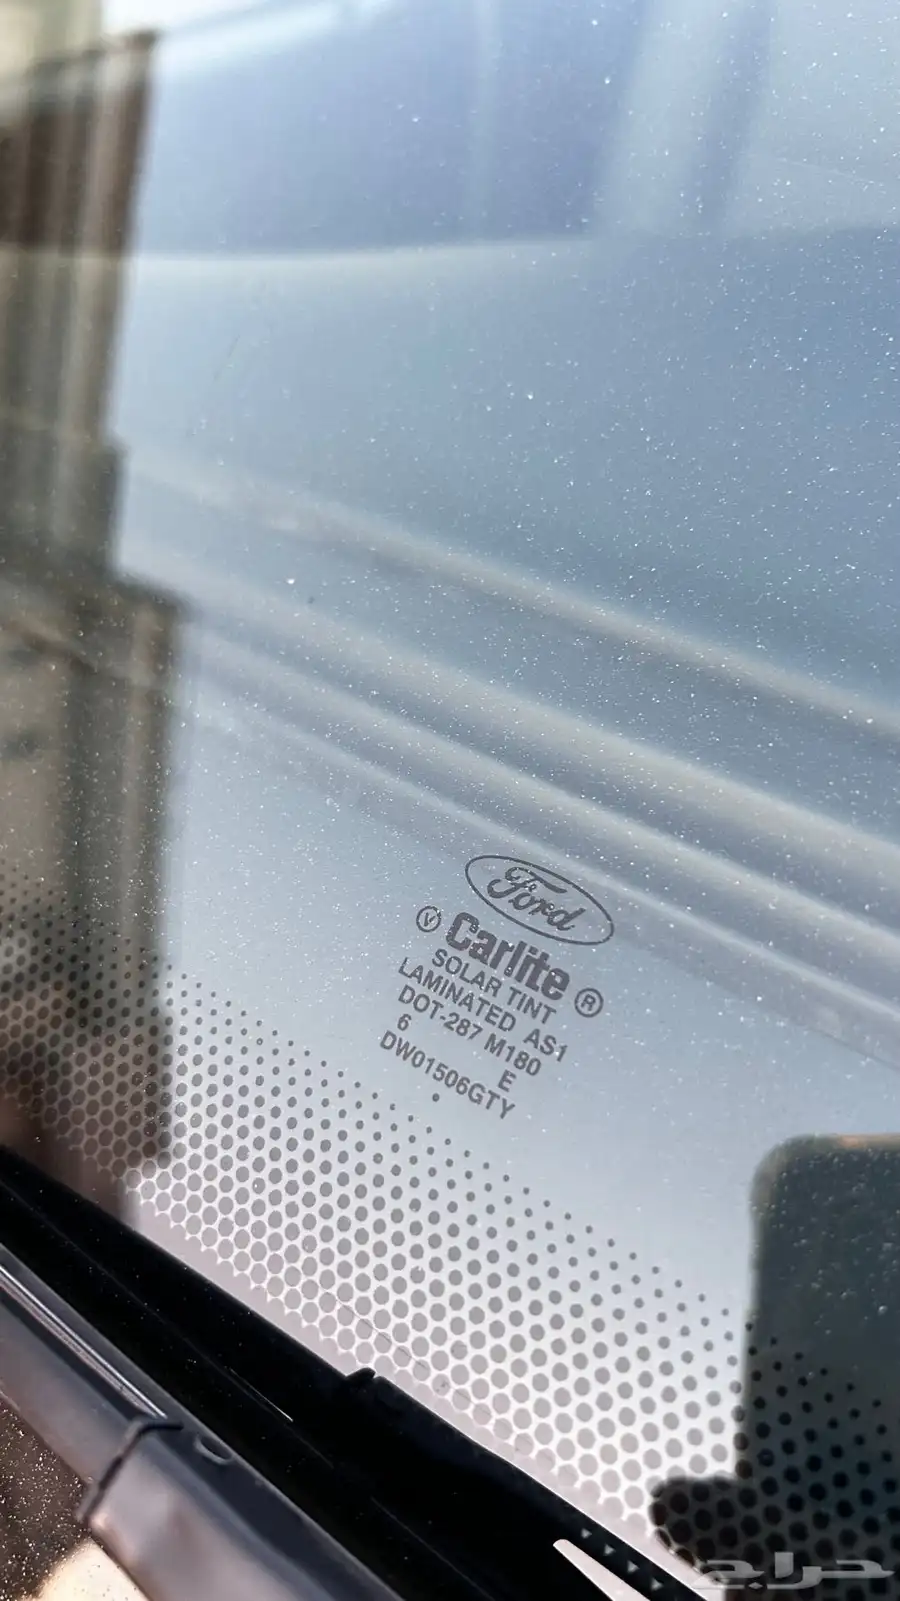 Ford
V Carlite ®
SOLAR TINT
LAMINATED AS1
DOT-287 M180
6 E
DW01506GTY
حراج